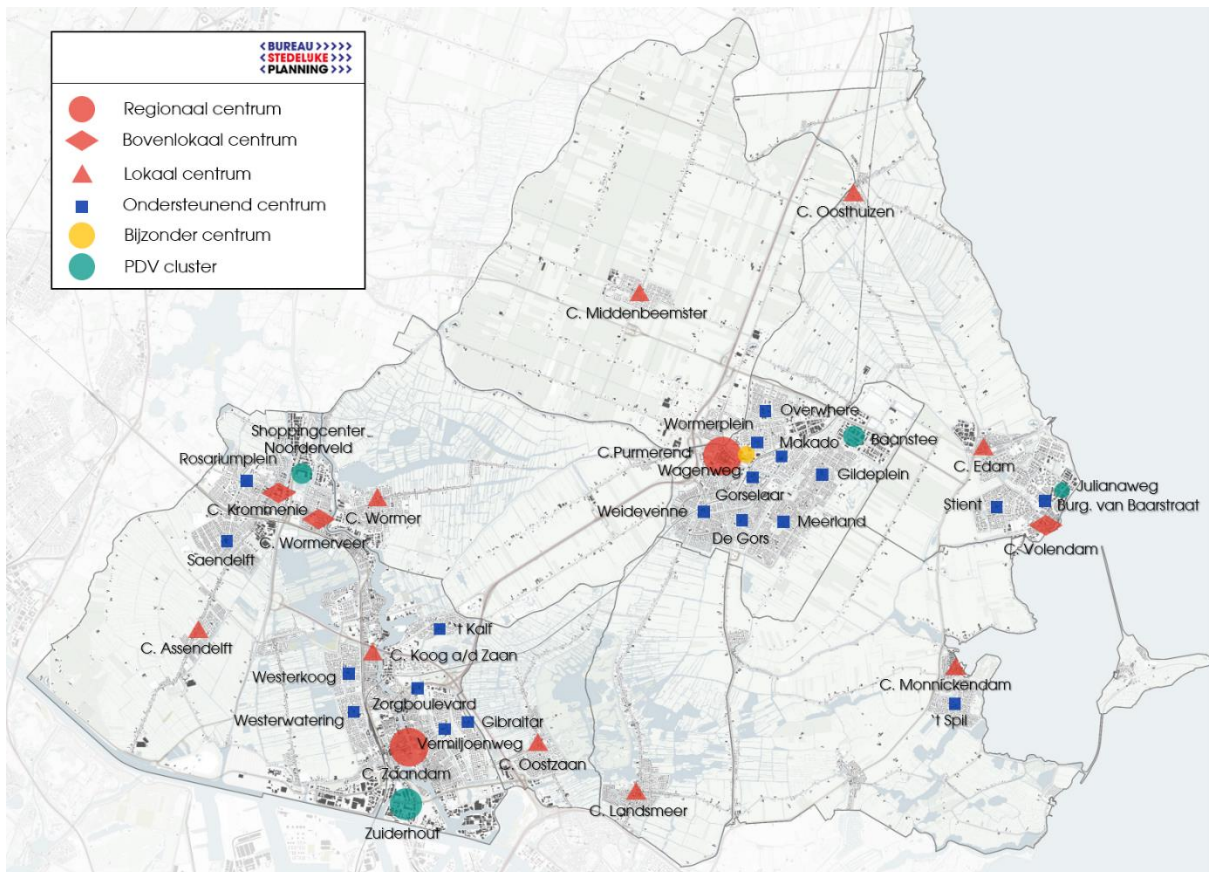 <BUREAU>>>>>
<STEDELIJKE
<PLANNING>>>
Regionaal centrum
Bovenlokaal centrum
Lokaal centrum
Ondersteunend centrum
Bijzonder centrum
PDV cluster
C. Oosthuizen
C. Middenbeemster
Overwhere
Wormerplein
Makado
Baanstee
C.Purmerend
Wagenweg
Gildeplein
Gorselaar
Weidevenne
Meerland
De Gors
Shoppingcenter
Noorderveld
Rosariumplein
C. Krommenie
C. Wormer
C. Wormerveer
Saendelft
C. Edam
Julianaweg
Stient
Burg. van Baarstraat
C. Volendam
C. Assendelft
't Kalf
C. Koog a/d Zaan
Westerkoog
Zorgboulevard
Westerwatering
Gibraltar
Vermiljoenweg
C. Oostzaan
C. Zaandam
Zuiderhout
C. Landsmeer
C. Monnickendam
't Spil